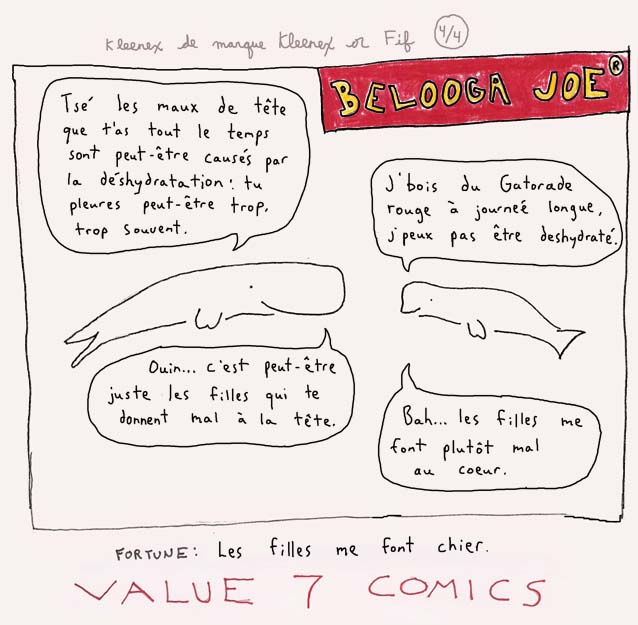 Kleenex de marque Kleenex or Fif 4/4
BELOOGA JOE®
Tsé les maux de tête
que t'as tout le temps
sont peut-être causés par
la déshydratation: tu
pleures peut-être trop,
trop souvent.
J'bois du Gatorade
rouge à journeé longue,
j'peux pas être deshydraté.
Ouin... c'est peut-être
juste les filles qui te
donnent mal à la tête.
Bah... les filles me
font plutôt mal
au coeur.
FORTUNE: Les filles me font chier.
VALUE 7 COMICS